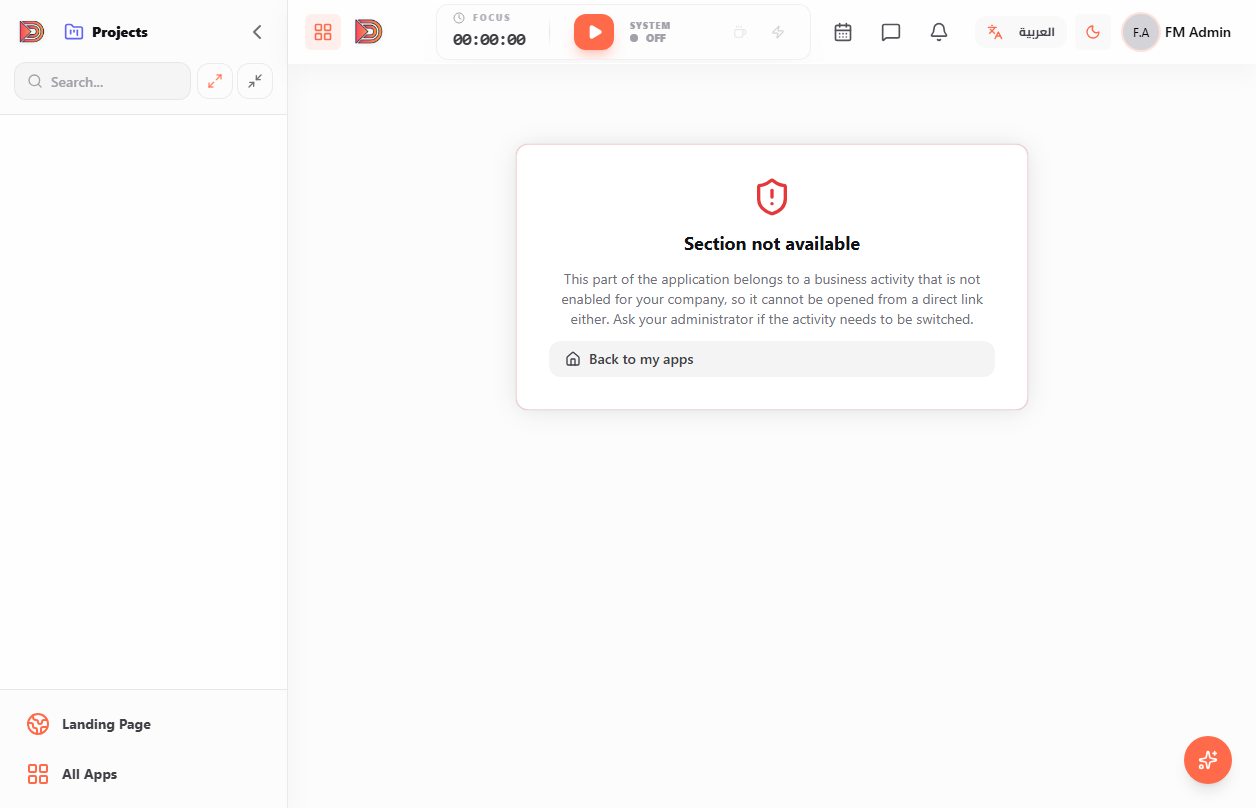 Projects
Search...
FOCUS
00:00:00
SYSTEM
OFF
العربية
F.A
FM Admin
Section not available
This part of the application belongs to a business activity that is not
enabled for your company, so it cannot be opened from a direct link
either. Ask your administrator if the activity needs to be switched.
Back to my apps
Landing Page
All Apps